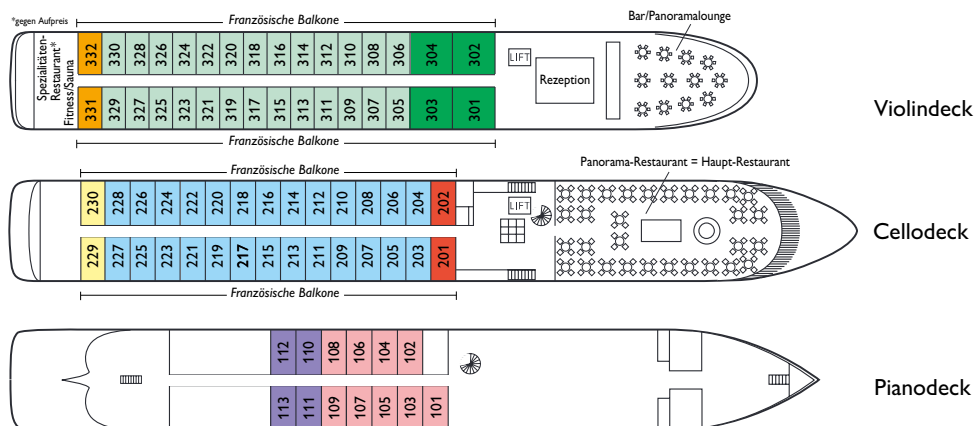 *gegen Aufpreis
Französische Balkone
Bar/Panoramalounge
Spezialitäten-
Restaurant*
Fitness/Sauna
332 330 328 326 324 322 320 318 316 314 312 310 308 306 304 302
LIFT
Rezeption
331 329 327 325 323 321 319 317 315 313 311 309 307 305 303 301
Violindeck
Französische Balkone
Französische Balkone
Panorama-Restaurant = Haupt-Restaurant
230 228 226 224 222 220 218 216 214 212 210 208 206 204 202
LIFT
Cellodeck
229 227 225 223 221 219 217 215 213 211 209 207 205 203 201
Französische Balkone
112 110 108 106 104 102
Pianodeck
113 111 109 107 105 103 101